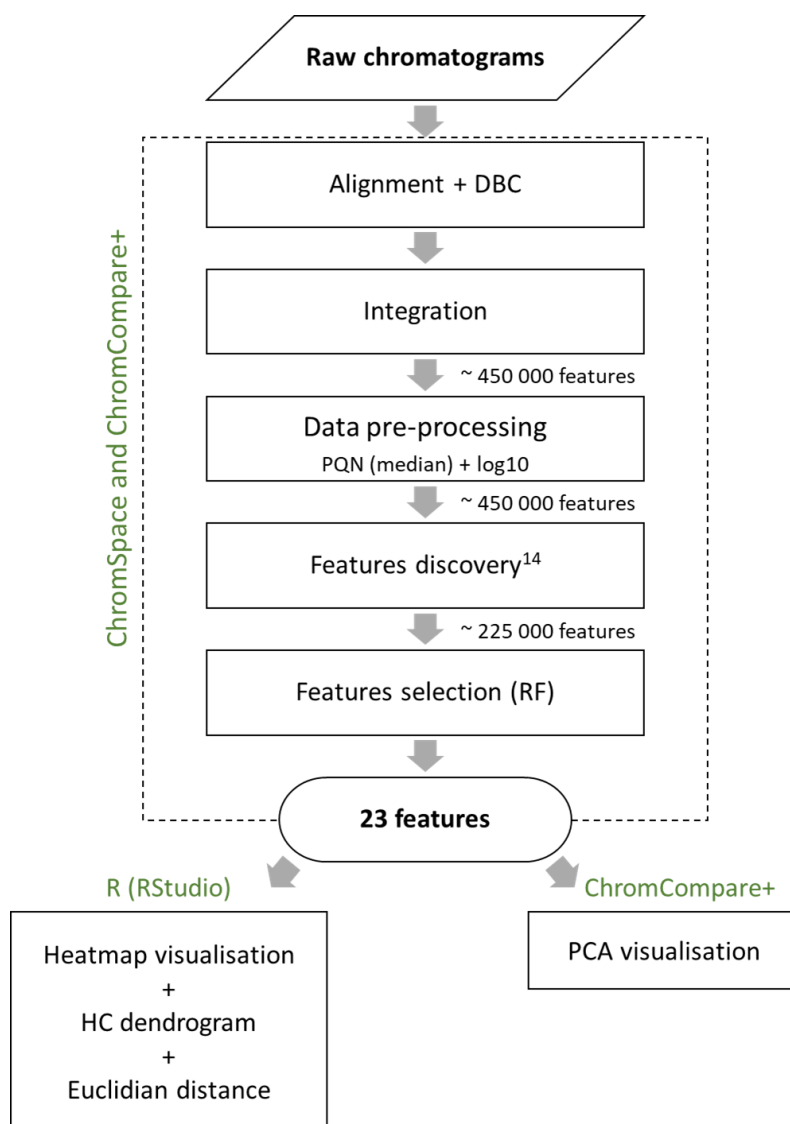 Raw chromatograms
ChromSpace and ChromCompare+
Alignment + DBC
Integration
~ 450 000 features
Data pre-processing
PQN (median) + log10
~ 450 000 features
Features discovery¹⁴
~ 225 000 features
Features selection (RF)
23 features
R (RStudio)
Heatmap visualisation
+
HC dendrogram
+
Euclidian distance
ChromCompare+
PCA visualisation